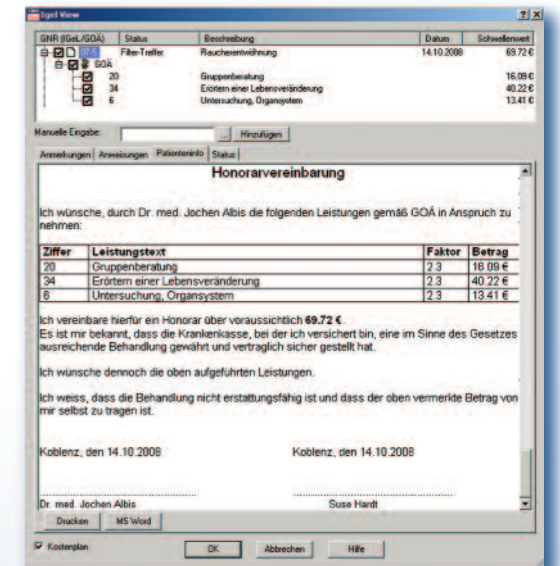 Igel View
GNR (IGeL/GOÄ) Status Beschreibung Datum Schwellenwert
07-5 Filter-Treffer Raucherentwöhnung 14.10.2008 69.72 €
GOÄ
20 Gruppenberatung 16.09 €
34 Erörtern einer Lebensveränderung 40.22 €
6 Untersuchung, Organsystem 13.41 €
Manuelle Eingabe: ... Hinzufügen
Anmerkungen Anweisungen Patienteninfo Status
Honorarvereinbarung
Ich wünsche, durch Dr. med. Jochen Albis die folgenden Leistungen gemäß GOÄ in Anspruch zu
nehmen:
Ziffer Leistungstext Faktor Betrag
20 Gruppenberatung 2.3 16.09 €
34 Erörtern einer Lebensveränderung 2.3 40.22 €
6 Untersuchung, Organsystem 2.3 13.41 €
Ich vereinbare hierfür ein Honorar über voraussichtlich 69.72 €.
Es ist mir bekannt, dass die Krankenkasse, bei der ich versichert bin, eine im Sinne des Gesetzes
ausreichende Behandlung gewährt und vertraglich sicher gestellt hat.
Ich wünsche dennoch die oben aufgeführten Leistungen.
Ich weiss, dass die Behandlung nicht erstattungsfähig ist und dass der oben vermerkte Betrag von
mir selbst zu tragen ist.
Koblenz, den 14.10.2008 Koblenz, den 14.10.2008
Dr. med. Jochen Albis Suse Hardt
Drucken MS Word
Kostenplan OK Abbrechen Hilfe